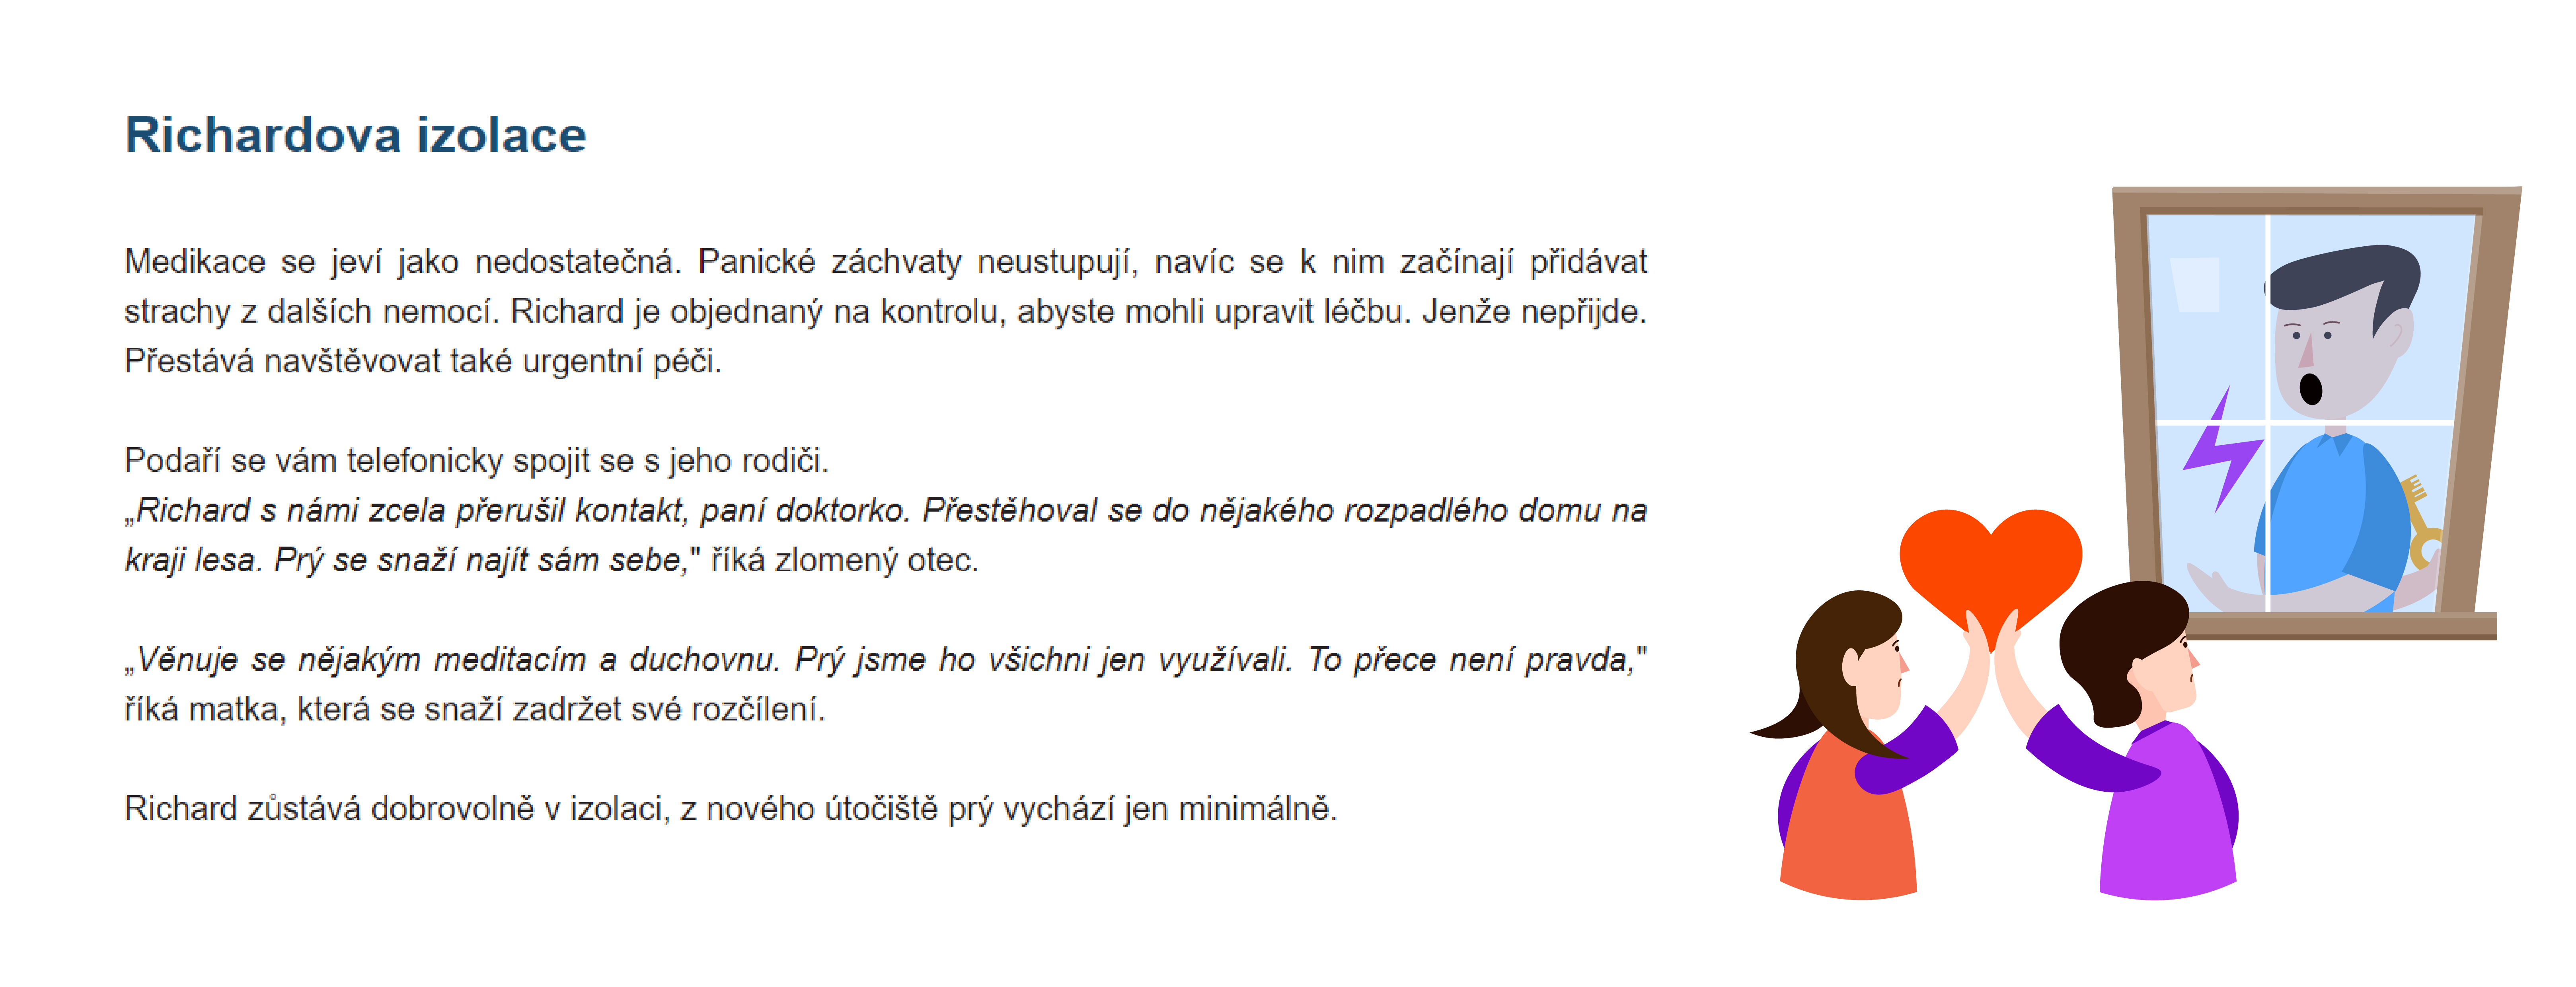 Richardova izolace
Medikace se jeví jako nedostatečná. Panické záchvaty neustupují, navíc se k nim začínají přidávat
strachy z dalších nemocí. Richard je objednaný na kontrolu, abyste mohli upravit léčbu. Jenže nepřijde.
Přestává navštěvovat také urgentní péči.
Podaří se vám telefonicky spojit se s jeho rodiči.
„Richard s námi zcela přerušil kontakt, paní doktorko. Přestěhoval se do nějakého rozpadlého domu na
kraji lesa. Prý se snaží najít sám sebe," říká zlomený otec.
„Věnuje se nějakým meditacím a duchovnu. Prý jsme ho všichni jen využívali. To přece není pravda,"
říká matka, která se snaží zadržet své rozčílení.
Richard zůstává dobrovolně v izolaci, z nového útočiště prý vychází jen minimálně.